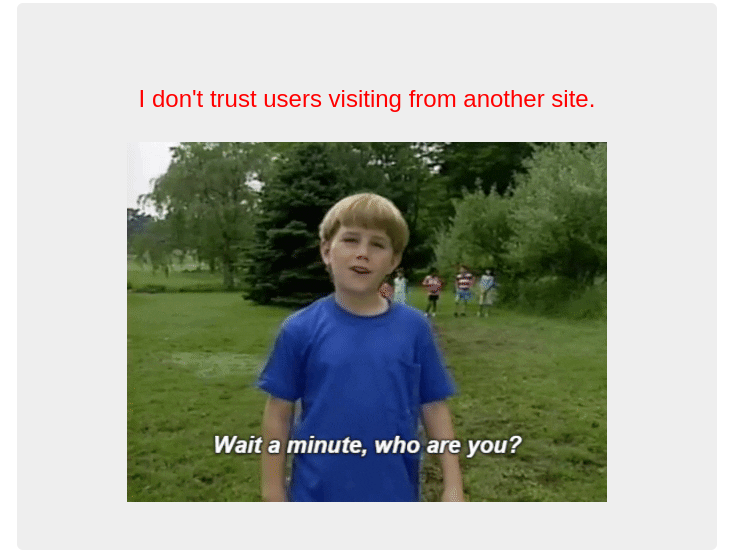 I don't trust users visiting from another site.
Wait a minute, who are you?